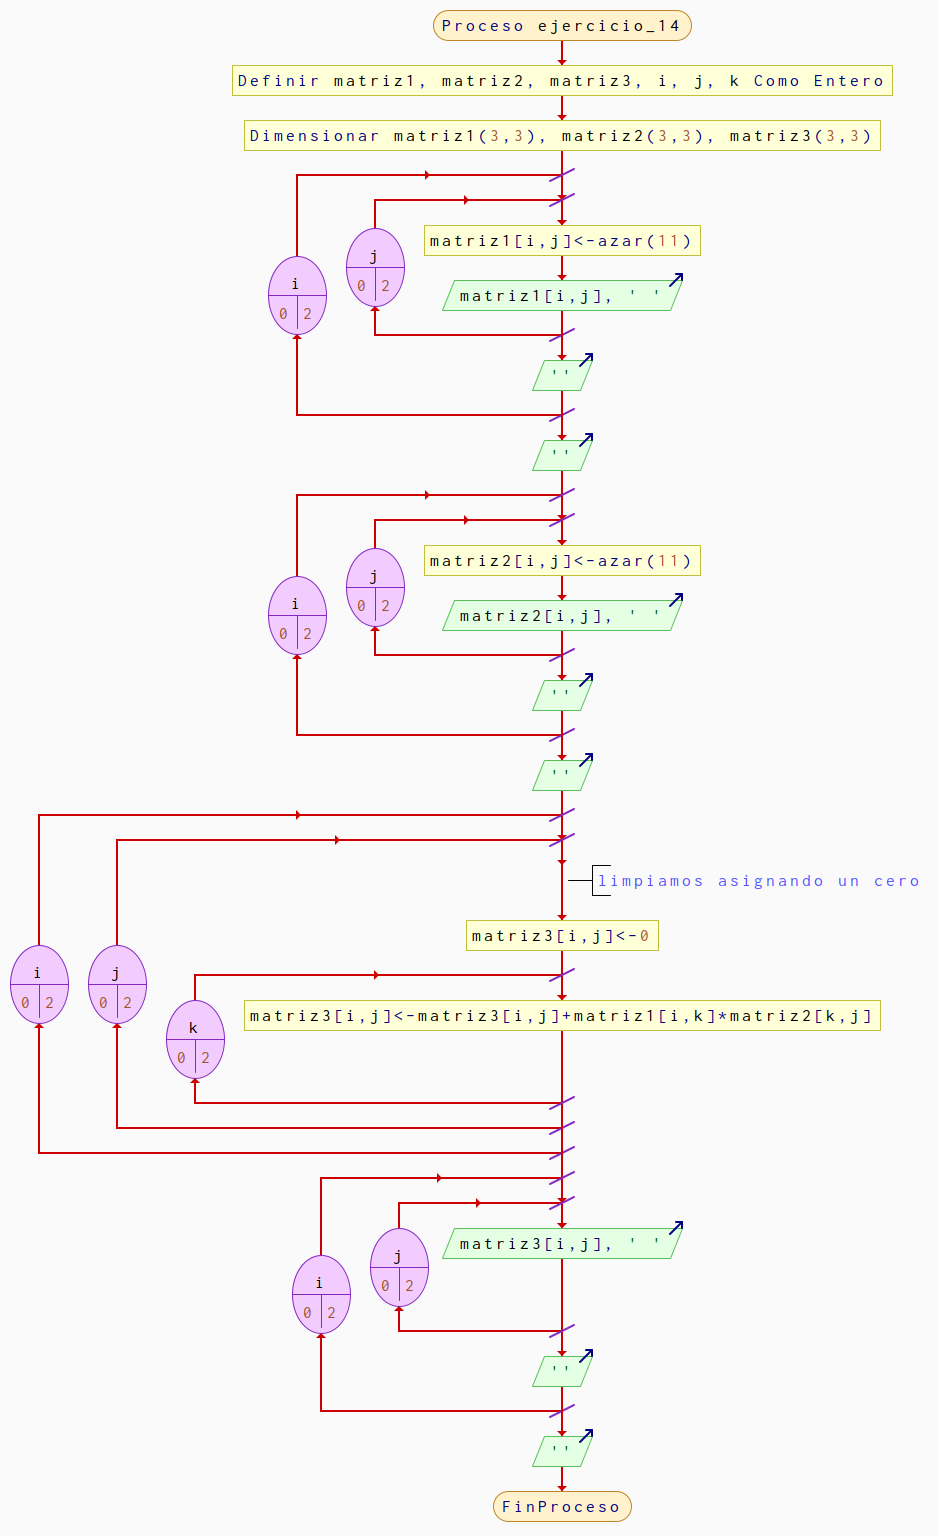 Proceso ejercicio_14
Definir matriz1, matriz2, matriz3, i, j, k Como Entero
Dimensionar matriz1(3,3), matriz2(3,3), matriz3(3,3)
matriz1[i,j]<-azar(11)
j
0 2
i
0 2
matriz1[i,j], ' '
''
''
matriz2[i,j]<-azar(11)
j
0 2
i
0 2
matriz2[i,j], ' '
''
''
limpiamos asignando un cero
matriz3[i,j]<-0
i
0 2
j
0 2
k
0 2
matriz3[i,j]<-matriz3[i,j]+matriz1[i,k]*matriz2[k,j]
matriz3[i,j], ' '
j
0 2
i
0 2
''
''
FinProceso